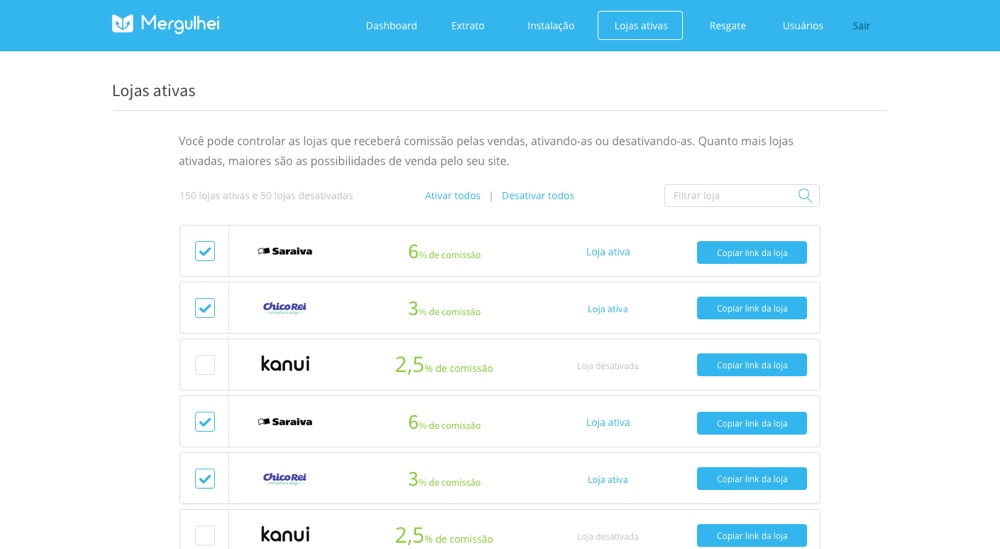 Mergulhei Dashboard Extrato Instalação Lojas ativas Resgate Usuários Sair
Lojas ativas
Você pode controlar as lojas que receberá comissão pelas vendas, ativando-as ou desativando-as. Quanto mais lojas
ativadas, maiores são as possibilidades de venda pelo seu site.
150 lojas ativas e 50 lojas desativadas Ativar todos | Desativar todos Filtrar loja
Saraiva 6% de comissão Loja ativa Copiar link da loja
Chico Rei 3% de comissão Loja ativa Copiar link da loja
kanui 2,5% de comissão Loja desativada Copiar link da loja
Saraiva 6% de comissão Loja ativa Copiar link da loja
Chico Rei 3% de comissão Loja ativa Copiar link da loja
kanui 2,5% de comissão Loja desativada Copiar link da loja